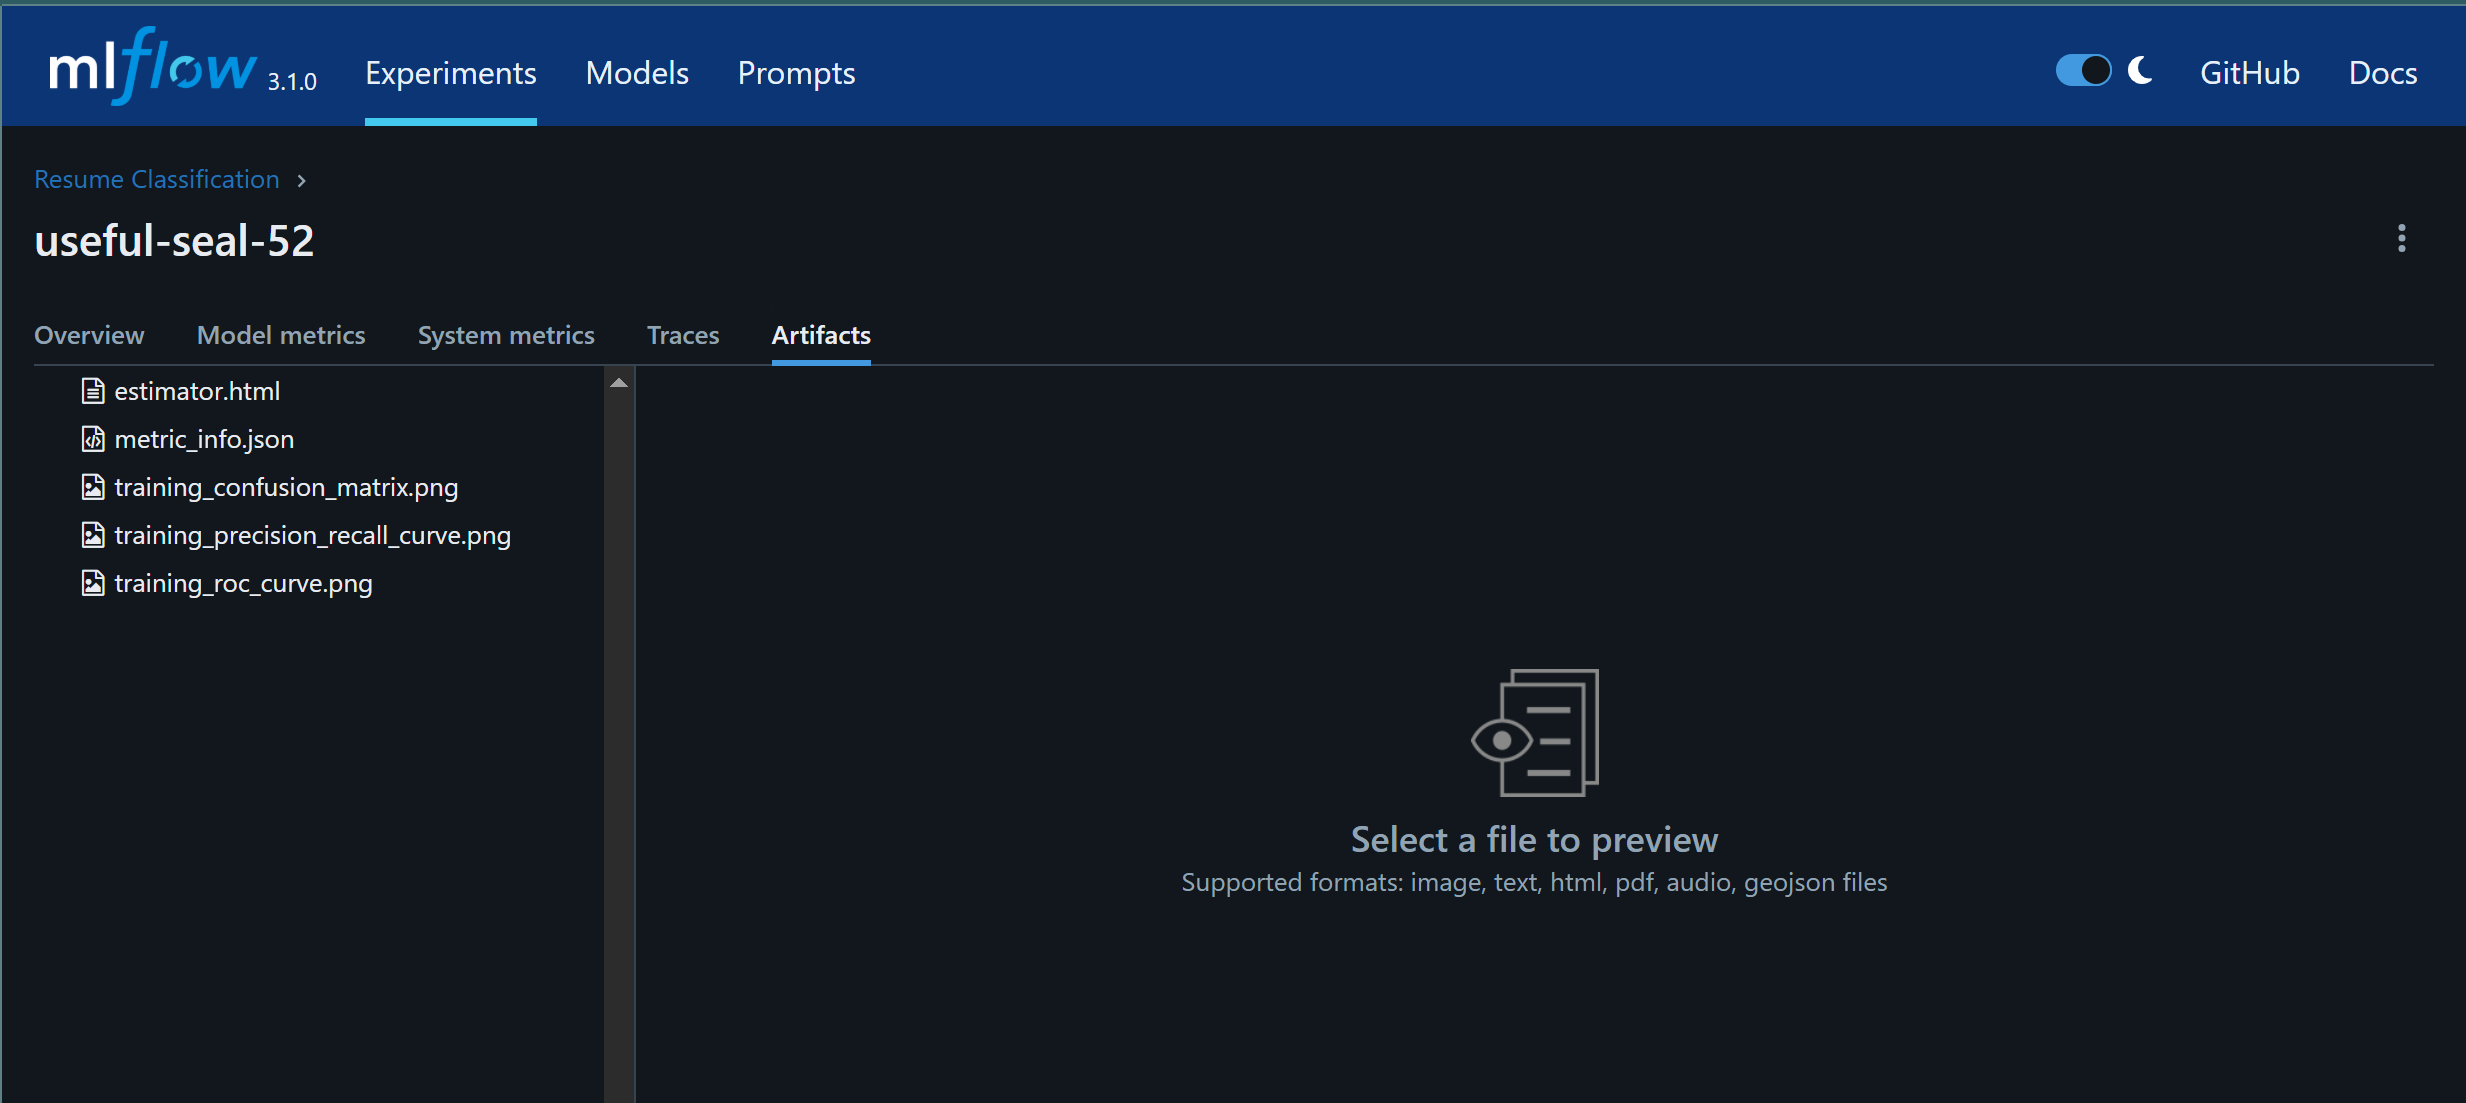 mlflow 3.1.0 Experiments Models Prompts GitHub Docs
Resume Classification
useful-seal-52
Overview Model metrics System metrics Traces Artifacts
estimator.html
metric_info.json
training_confusion_matrix.png
training_precision_recall_curve.png
training_roc_curve.png
Select a file to preview
Supported formats: image, text, html, pdf, audio, geojson files